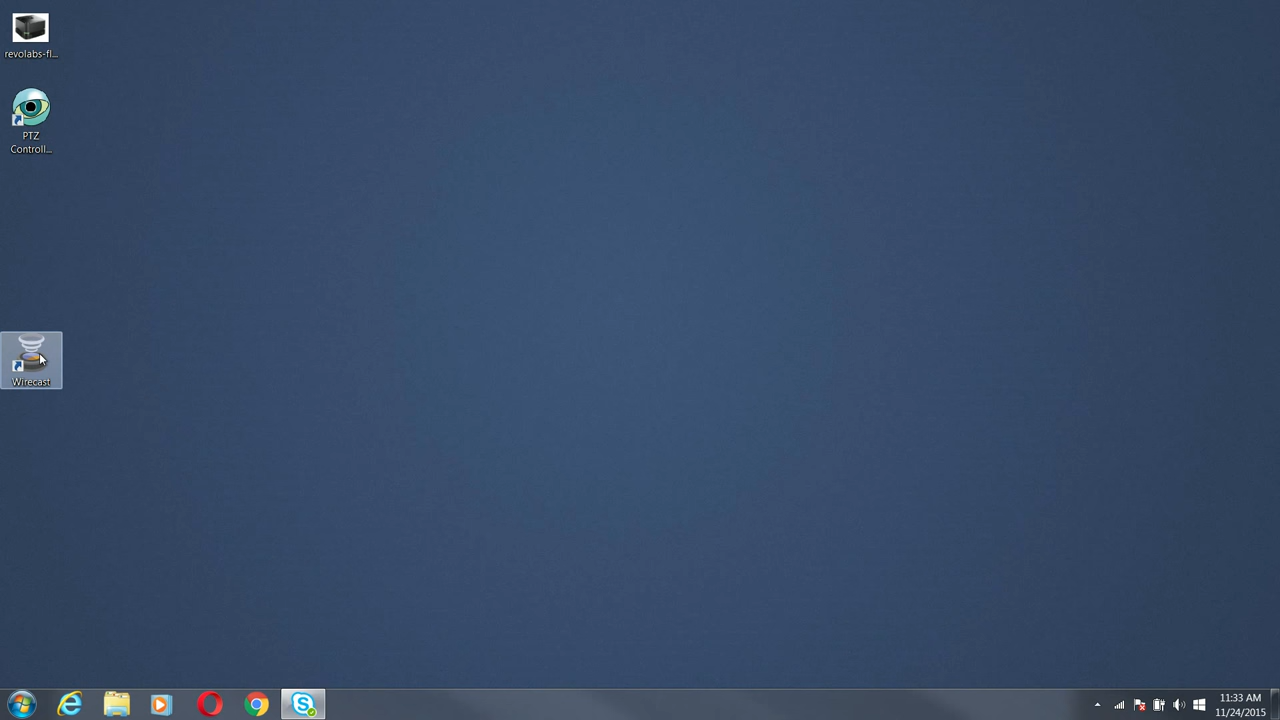 revolabs-fl...
PTZ
Controll...
Wirecast
11:33 AM
11/24/2015